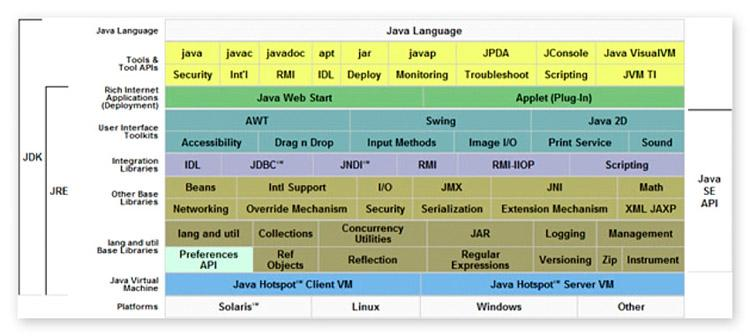 Java Language Java Language
Tools & Tool APIs java javac javadoc apt jar javap JPDA JConsole Java VisualVM
Security Int'l RMI IDL Deploy Monitoring Troubleshoot Scripting JVM TI
Rich Internet Applications (Deployment) Java Web Start Applet (Plug-In)
User Interface Toolkits AWT Swing Java 2D
Accessibility Drag n Drop Input Methods Image I/O Print Service Sound
Integration Libraries IDL JDBC™ JNDI™ RMI RMI-IIOP Scripting
Other Base Libraries Beans Intl Support I/O JMX JNI Math
Networking Override Mechanism Security Serialization Extension Mechanism XML JAXP
lang and util Base Libraries lang and util Collections Concurrency Utilities JAR Logging Management
Preferences API Ref Objects Reflection Regular Expressions Versioning Zip Instrument
Java Virtual Machine Java Hotspot™ Client VM Java Hotspot™ Server VM
Platforms Solaris™ Linux Windows Other
JDK
JRE
Java SE API